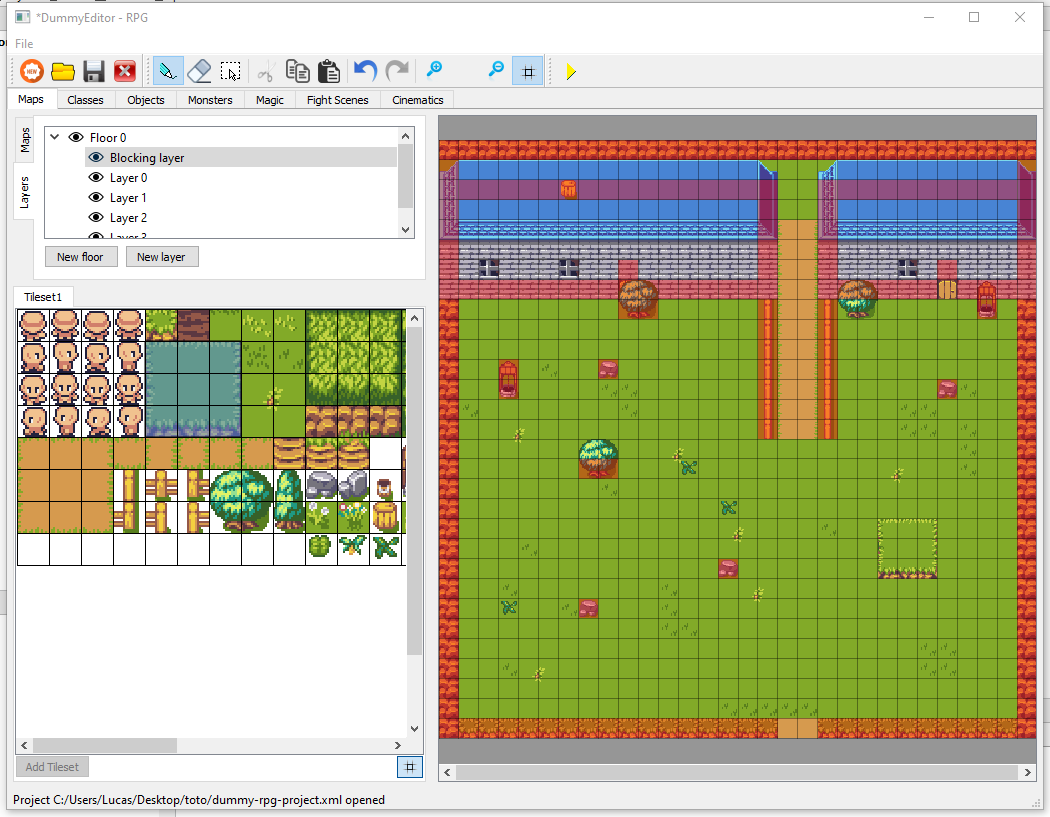 *DummyEditor - RPG
File
NEW
Maps Classes Objects Monsters Magic Fight Scenes Cinematics
Maps
Layers
Floor 0
Blocking layer
Layer 0
Layer 1
Layer 2
Layer 3
New floor New layer
Tileset1
Add Tileset
Project C:/Users/Lucas/Desktop/toto/dummy-rpg-project.xml opened